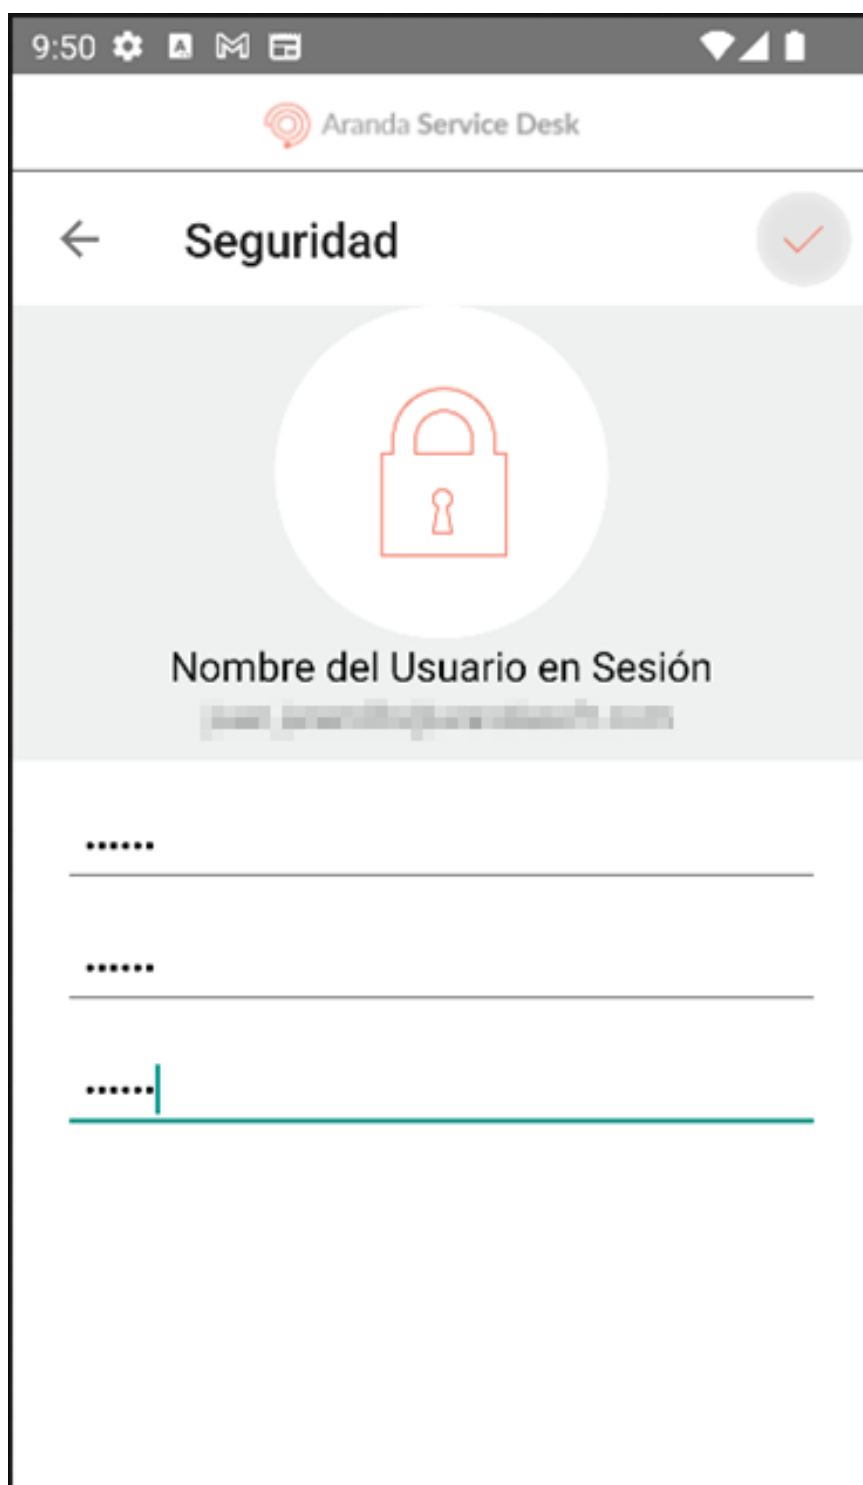 9:50
Aranda Service Desk
Seguridad
Nombre del Usuario en Sesión
••••••
••••••
••••••